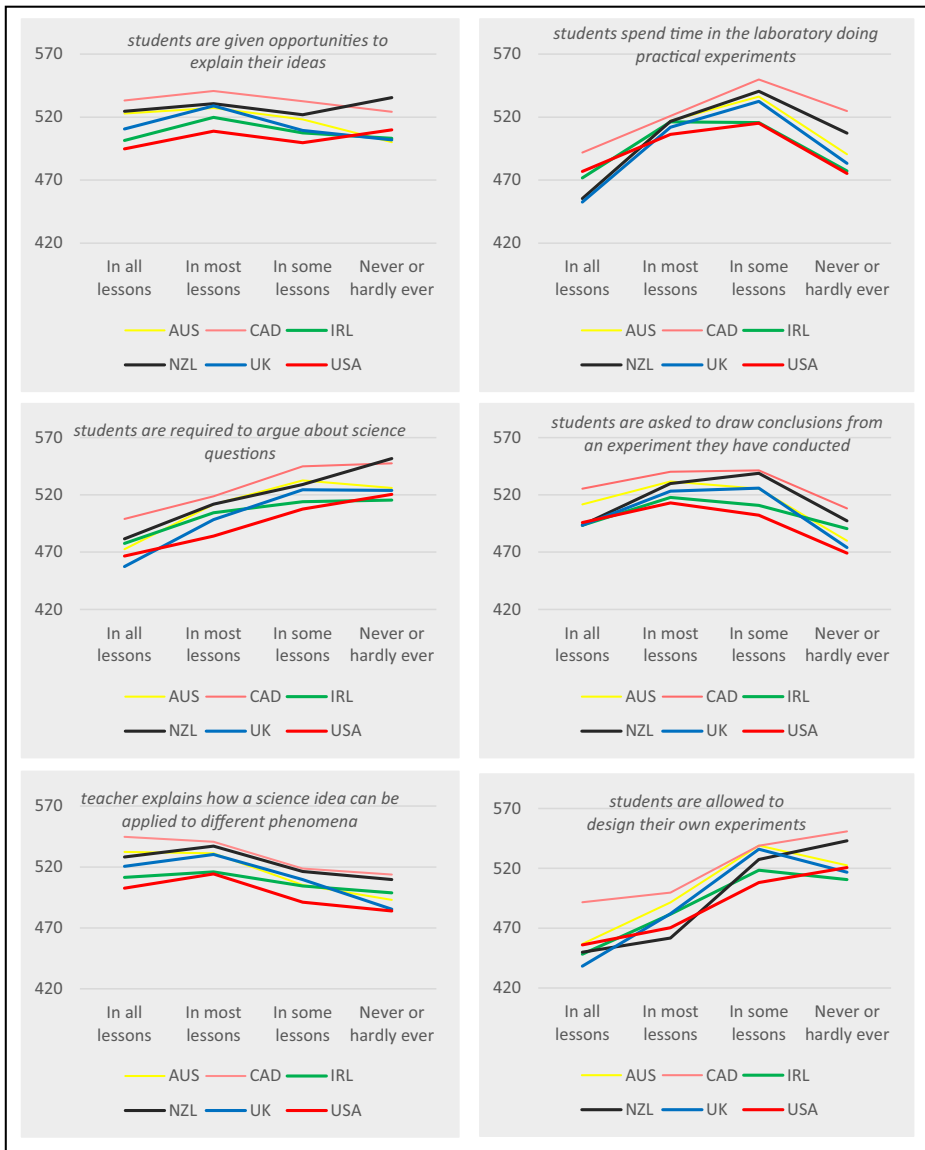 students are given opportunities to
explain their ideas
570
520
470
420
In all
lessons
In most
lessons
In some
lessons
Never or
hardly ever
AUS CAD IRL
NZL UK USA
students spend time in the laboratory doing
practical experiments
570
520
470
420
In all
lessons
In most
lessons
In some
lessons
Never or
hardly ever
AUS CAD IRL
NZL UK USA
students are required to argue about science
questions
570
520
470
420
In all
lessons
In most
lessons
In some
lessons
Never or
hardly ever
AUS CAD IRL
NZL UK USA
students are asked to draw conclusions from
an experiment they have conducted
570
520
470
420
In all
lessons
In most
lessons
In some
lessons
Never or
hardly ever
AUS CAD IRL
NZL UK USA
teacher explains how a science idea can be
applied to different phenomena
570
520
470
420
In all
lessons
In most
lessons
In some
lessons
Never or
hardly ever
AUS CAD IRL
NZL UK USA
students are allowed to
design their own experiments
570
520
470
420
In all
lessons
In most
lessons
In some
lessons
Never or
hardly ever
AUS CAD IRL
NZL UK USA